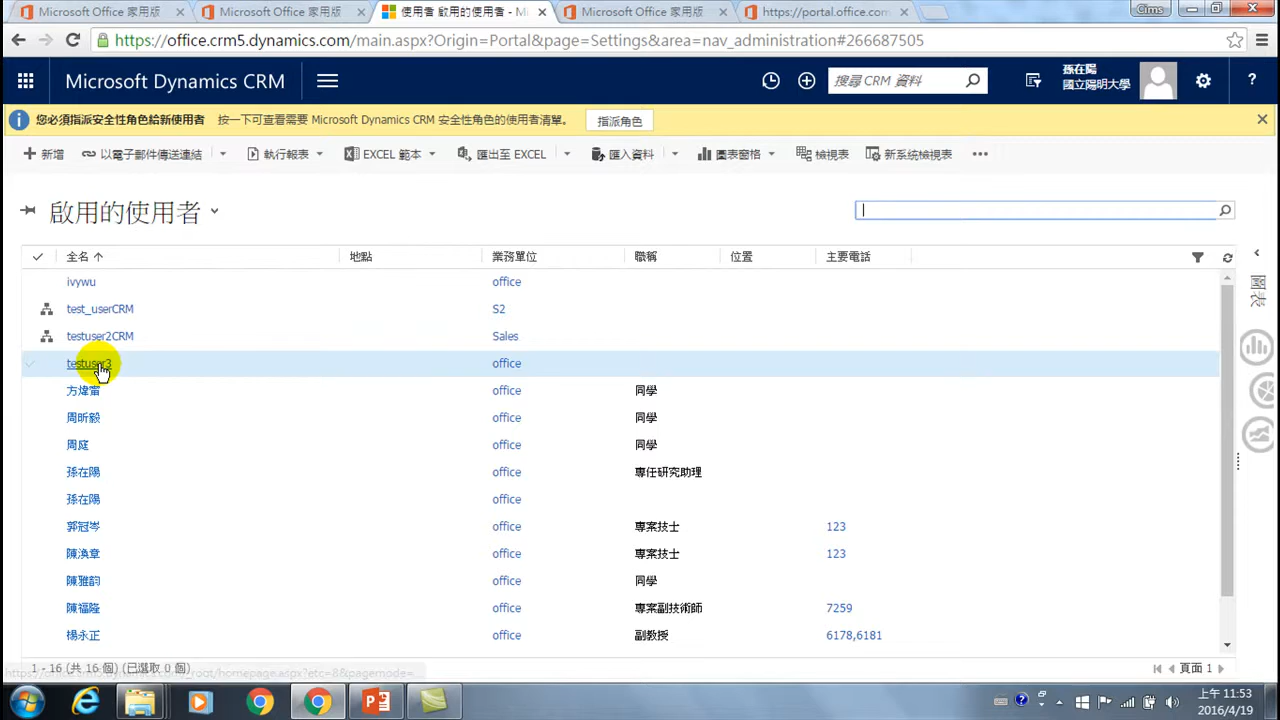 Microsoft Office 家用版
Microsoft Office 家用版
使用者 啟用的使用者 - Mi
Microsoft Office 家用版
https://portal.office.com
Cims
https://office.crm5.dynamics.com/main.aspx?Origin=Portal&page=Settings&area=nav_administration#266687505
Microsoft Dynamics CRM
搜尋 CRM 資料
孫在陽
國立陽明大學
您必須指派安全性角色給新使用者 按一下可查看需要 Microsoft Dynamics CRM 安全性角色的使用者清單。 指派角色
新增 以電子郵件傳送連結 執行報表 EXCEL 範本 匯出至 EXCEL 匯入資料 圖表窗格 檢視表 新系統檢視表
啟用的使用者
全名 地點 業務單位 職稱 位置 主要電話
ivywu office
test_userCRM S2
testuser2CRM Sales
testuser3 office
方煒甯 office 同學
周昕毅 office 同學
周庭 office 同學
孫在陽 office 專任研究助理
孫在陽 office
郭冠岑 office 專案技士 123
陳渙章 office 專案技士 123
陳雅韵 office 同學
陳福隆 office 專案副技術師 7259
楊永正 office 副教授 6178,6181
圖表
1 - 16 (共 16 個) (已選取 0 個)
頁面 1
上午 11:53
2016/4/19